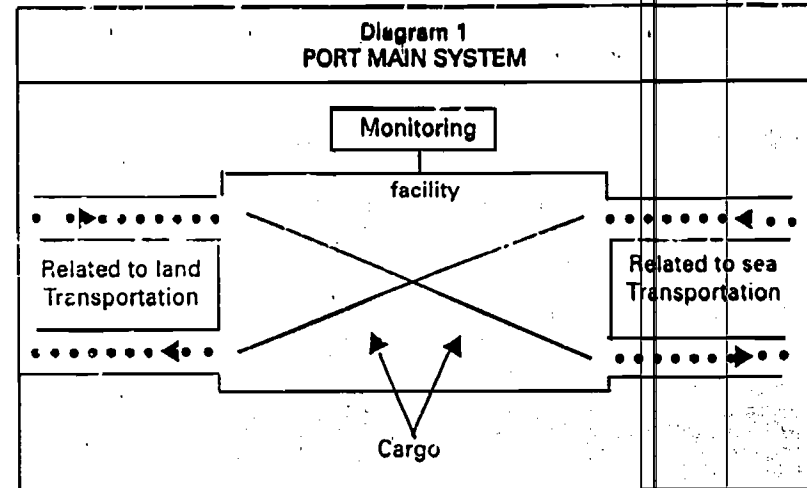 Diagram 1
PORT MAIN SYSTEM
Monitoring
facility
Related to land
Transportation
Related to sea
Transportation
Cargo